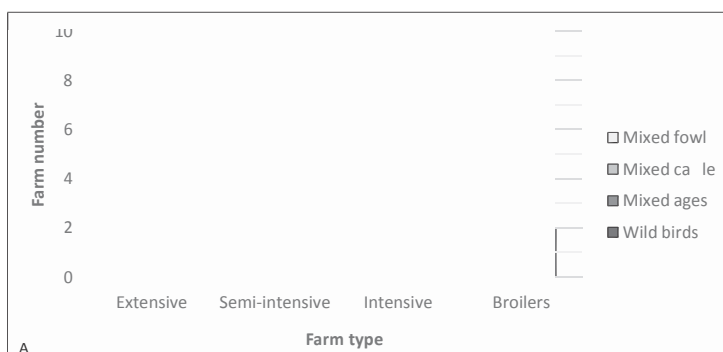 10
8
6
4
2
0
Farm number
Extensive Semi-intensive Intensive Broilers
Farm type
Mixed fowl
Mixed ca le
Mixed ages
Wild birds
A